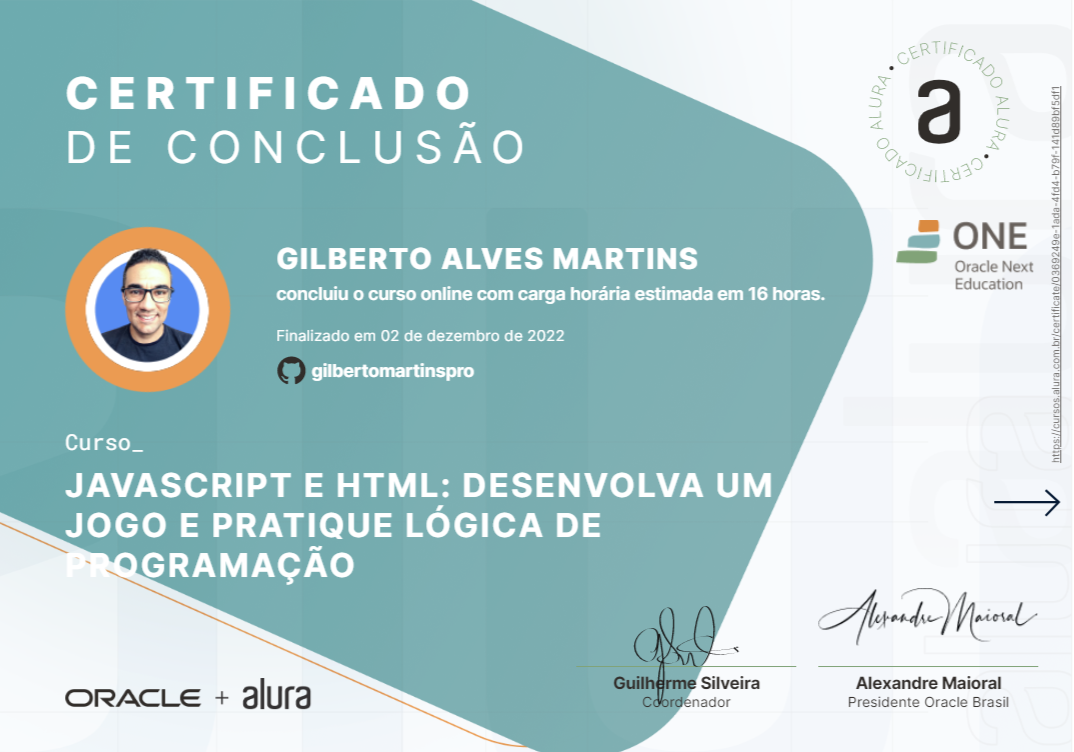 CERTIFICADO
DE CONCLUSÃO
CERTIFICADO ALURA • CERTIFICADO ALURA •
a
ONE
Oracle Next
Education
GILBERTO ALVES MARTINS
concluiu o curso online com carga horária estimada em 16 horas.
Finalizado em 02 de dezembro de 2022
gilbertomartinspro
https://cursos.alura.com.br/certificate/0369249e-1ada-4fd4-b79f-141d89bf5df1
Curso_
JAVASCRIPT E HTML: DESENVOLVA UM
JOGO E PRATIQUE LÓGICA DE
PROGRAMAÇÃO
Alexandre Maioral
Guilherme Silveira
Coordenador
Alexandre Maioral
Presidente Oracle Brasil
ORACLE + alura